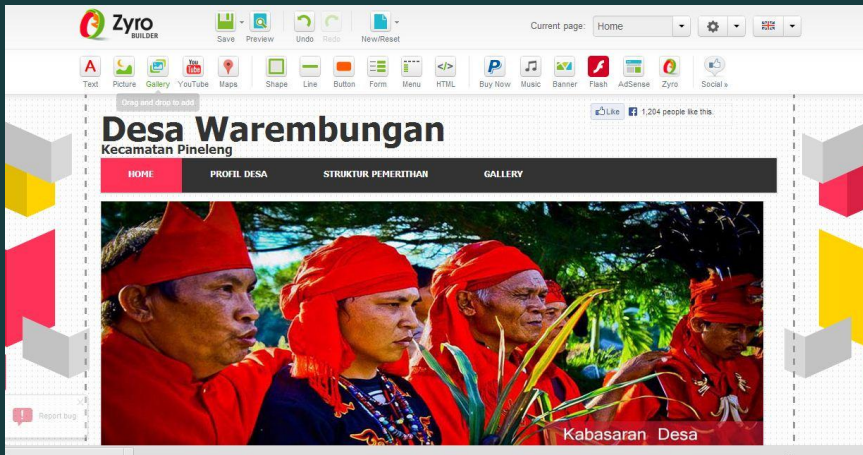 Zyro
BUILDER
Save Preview Undo Redo New/Reset Current page: Home
Text Picture Gallery YouTube Maps Shape Line Button Form Menu HTML Buy Now Music Banner Flash AdSense Zyro Social »
Drag and drop to add
Like 1,204 people like this.
Desa Warembungan
Kecamatan Pineleng
HOME PROFIL DESA STRUKTUR PEMERITHAN GALLERY
Report bug
Kabasaran Desa